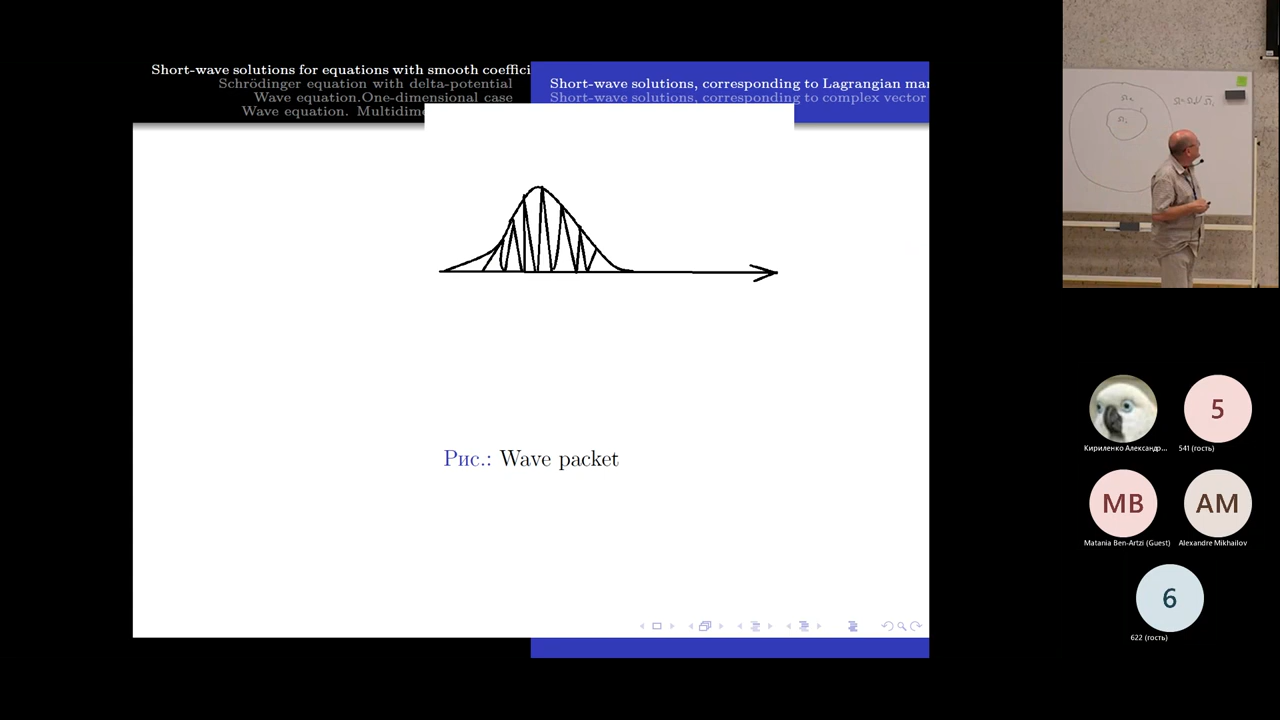 Short-wave solutions for equations with smooth coeffici
Schrödinger equation with delta-potential
Wave equation.One-dimensional case
Wave equation. Multidime
Short-wave solutions, corresponding to Lagrangian man
Short-wave solutions, corresponding to complex vector
Рис.: Wave packet
Кириленко Александр...
5
541 (гость)
MB
Matania Ben-Artzi (Guest)
AM
Alexandre Mikhailov
6
622 (гость)